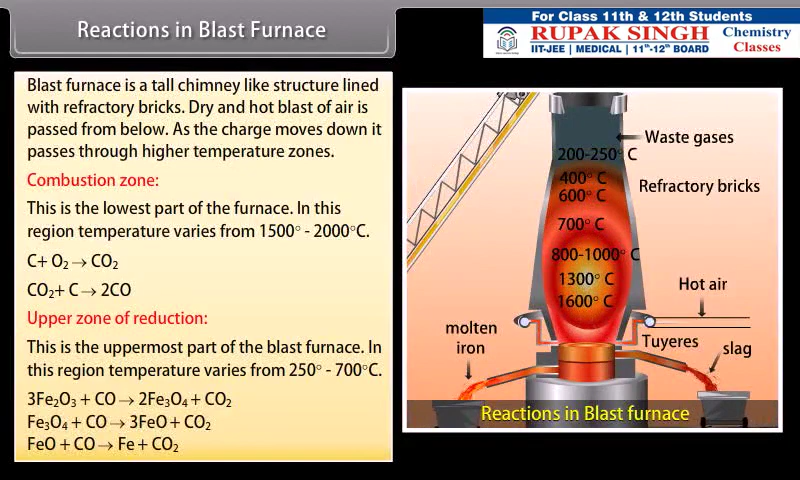 Reactions in Blast Furnace
For Class 11th & 12th Students
RUPAK SINGH
IIT-JEE | MEDICAL | 11th-12th BOARD
Chemistry
Classes
Blast furnace is a tall chimney like structure lined
with refractory bricks. Dry and hot blast of air is
passed from below. As the charge moves down it
passes through higher temperature zones.
Combustion zone:
This is the lowest part of the furnace. In this
region temperature varies from 1500° - 2000°C.
C+ O₂ → CO₂
CO₂+ C → 2CO
Upper zone of reduction:
This is the uppermost part of the blast furnace. In
this region temperature varies from 250° - 700°C.
3Fe₂O₃ + CO → 2Fe₃O₄ + CO₂
Fe₃O₄ + CO → 3FeO + CO₂
FeO + CO → Fe + CO₂
Waste gases
200-250° C
400° C
Refractory bricks
600° C
700° C
800-1000° C
1300° C
Hot air
1600° C
molten
iron
Tuyeres
slag
Reactions in Blast furnace